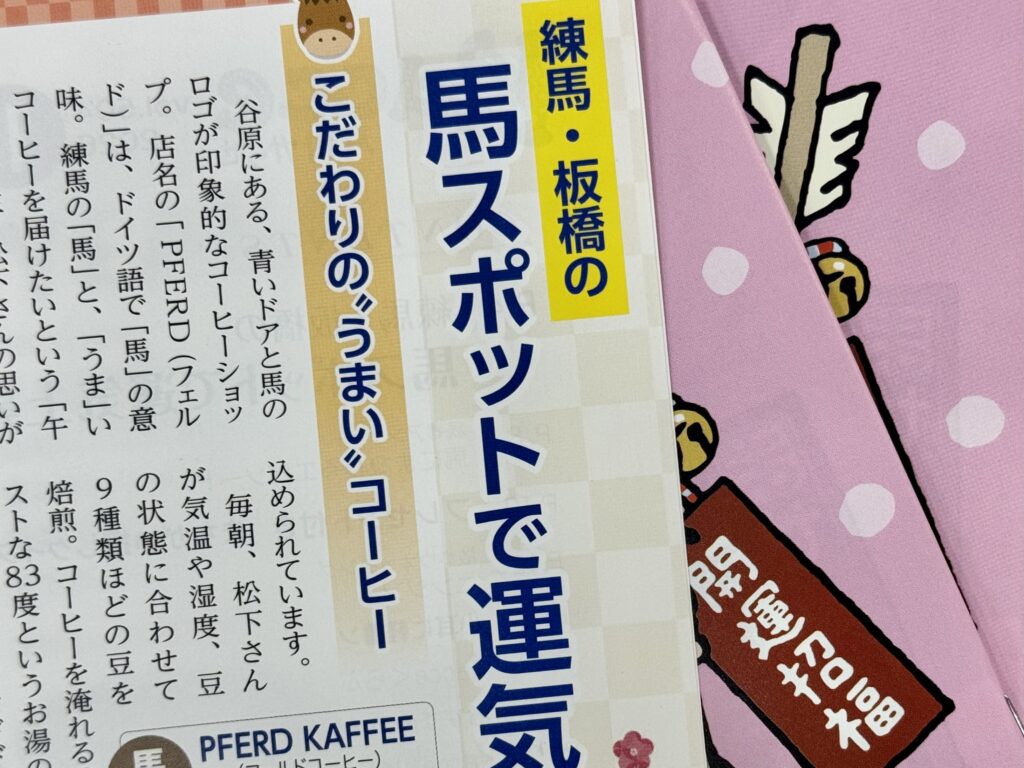 練馬・板橋の
馬スポットで運気
こだわりの〝うまい〟コーヒー
谷原にある、青いドアと馬の
ロゴが印象的なコーヒーショッ
プ。店名の「PFERD（フェル
ド）」は、ドイツ語で「馬」の意
味。練馬の「馬」と、「うまい」
コーヒーを届けたいという「午
さんの思いが
込められています。
毎朝、松下さん
が気温や湿度、豆
の状態に合わせて
9種類ほどの豆を
焙煎。コーヒーを淹れる
ストな83度というお湯の
馬
PFERD KAFFEE
開運招福